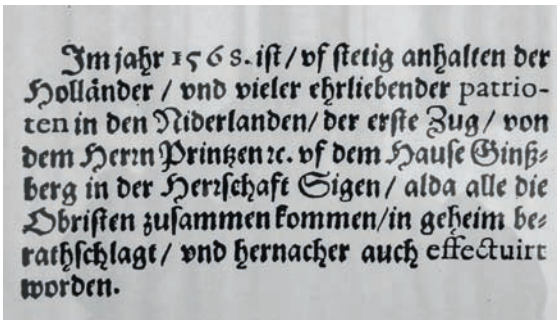 Im jahr 1568. ist / vf stetig anhalten der
Holländer / vnd vieler ehrliebender patrio-
ten in den Niderlanden / der erste Zug / von
dem Herrn Printzen ꝛc. vf dem Hause Ginß-
berg in der Herrschaft Sigen / alda alle die
Obristen zusammen kommen / in geheim be-
rathschlagt / vnd hernacher auch effectuirt
worden.